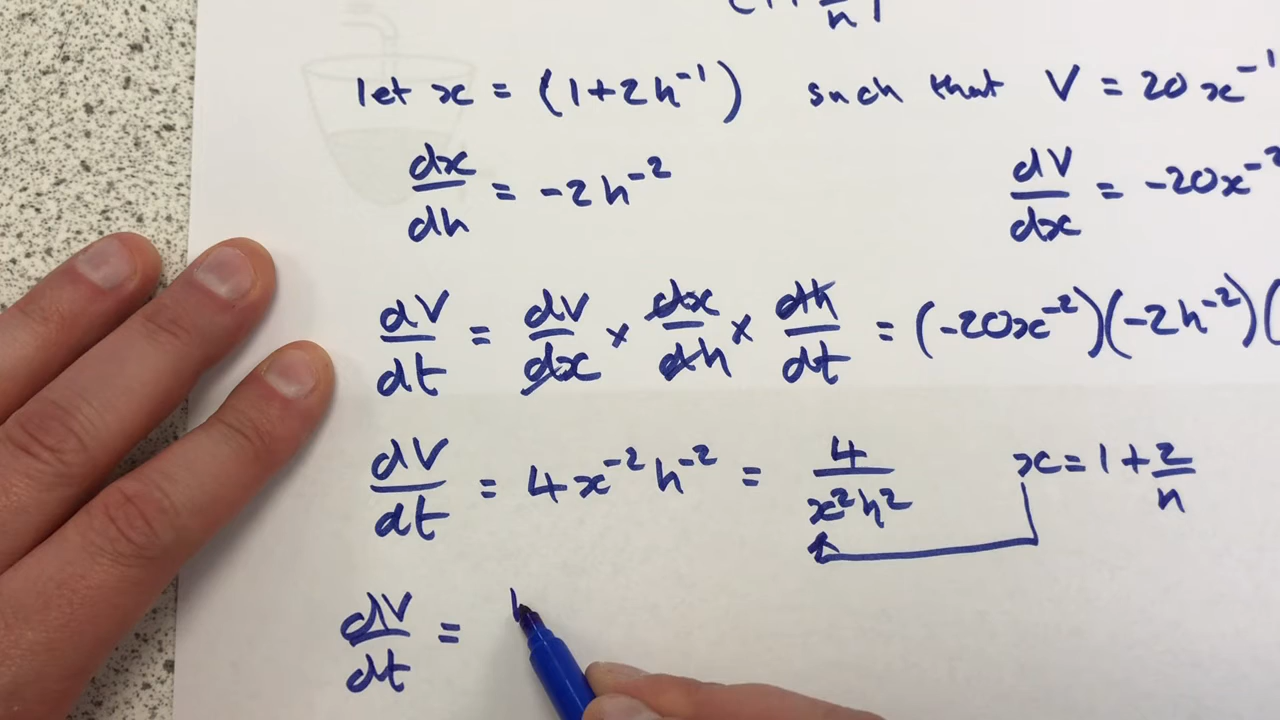 let x = (1+2h⁻¹) such that V = 20x⁻¹
dx/dh = -2h⁻² dV/dx = -20x⁻²
dV/dt = dV/dx × dx/dh × dh/dt = (-20x⁻²)(-2h⁻²)(
dV/dt = 4x⁻²h⁻² = 4/x²h² x = 1+2/h
dV/dt =